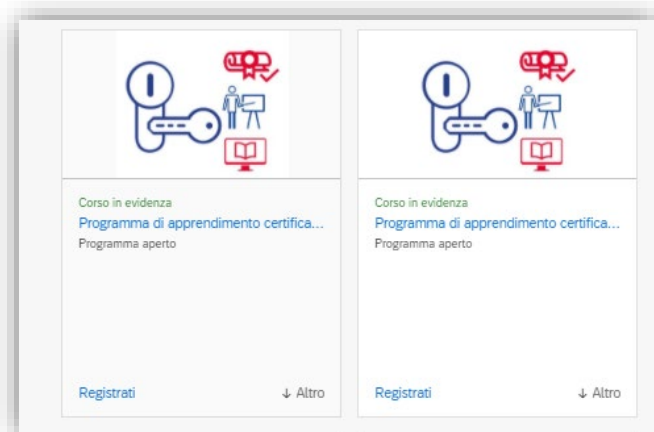 Corso in evidenza
Programma di apprendimento certifica...
Programma aperto
Registrati
↓ Altro
Corso in evidenza
Programma di apprendimento certifica...
Programma aperto
Registrati
↓ Altro